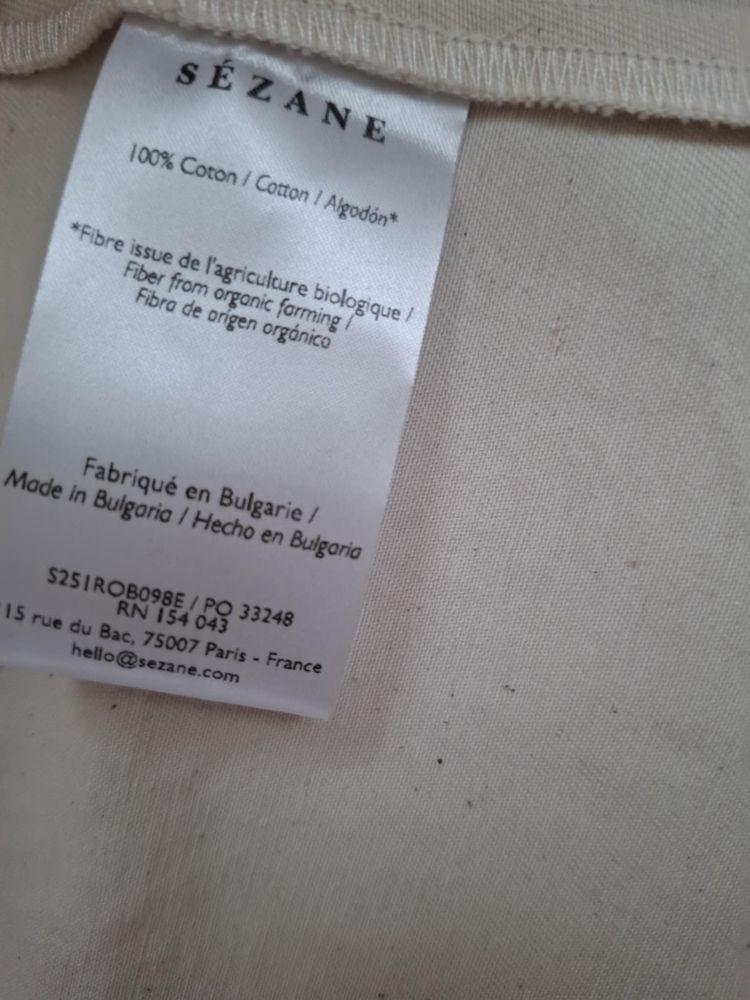 SÉZANE
100% Coton / Cotton / Algodón*
*Fibre issue de l'agriculture biologique /
Fiber from organic farming /
Fibra de origen orgánico
Fabriqué en Bulgarie /
Made in Bulgaria / Hecho en Bulgaria
S251ROB098E / PO 33248
RN 154 043
115 rue du Bac, 75007 Paris - France
hello@sezane.com